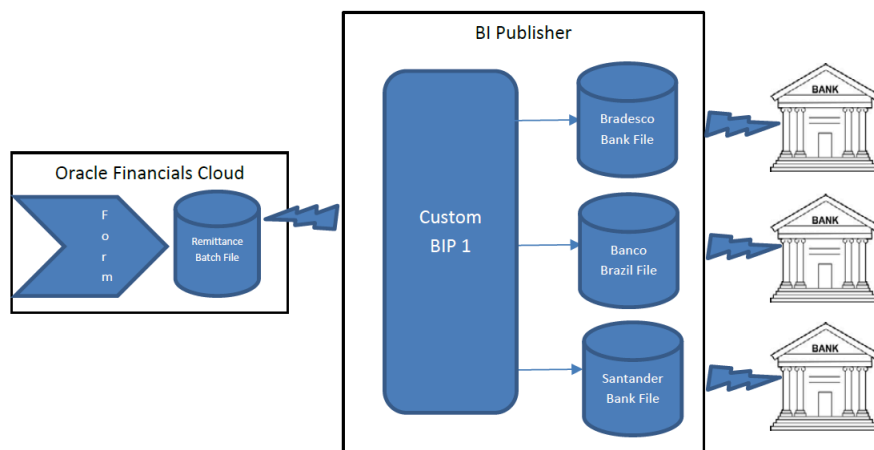 BI Publisher
Oracle Financials Cloud
F
o
r
m
Remittance
Batch File
Custom
BIP 1
Bradesco
Bank File
Banco
Brazil File
Santander
Bank File
BANK
BANK
BANK